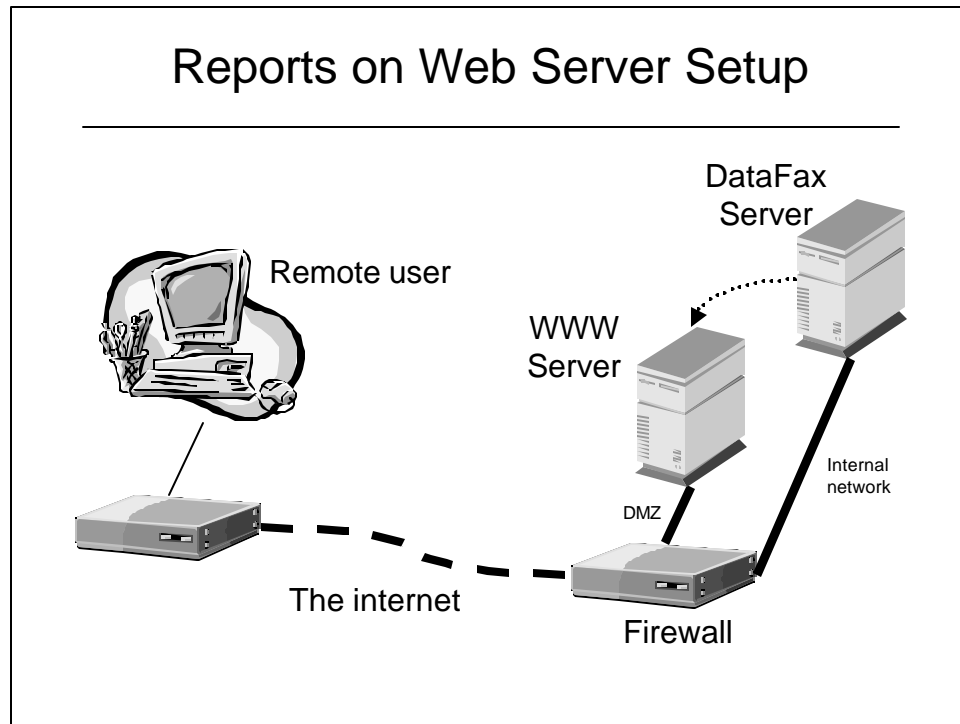 Reports on Web Server Setup
DataFax
Server
Remote user
WWW
Server
Internal
network
DMZ
The internet
Firewall